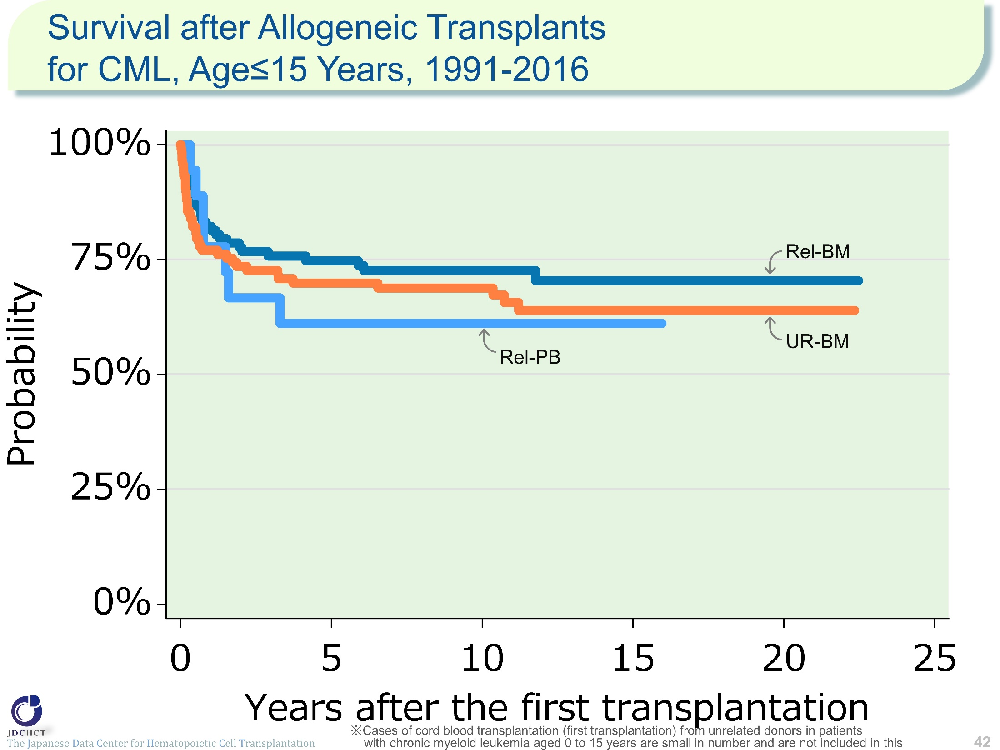 Survival after Allogeneic Transplants
for CML, Age≤15 Years, 1991-2016
100%
75%
50%
25%
0%
Probability
Rel-BM
UR-BM
Rel-PB
0 5 10 15 20 25
Years after the first transplantation
※Cases of cord blood transplantation (first transplantation) from unrelated donors in patients
with chronic myeloid leukemia aged 0 to 15 years are small in number and are not included in this
JDCHCT
The Japanese Data Center for Hematopoietic Cell Transplantation
42